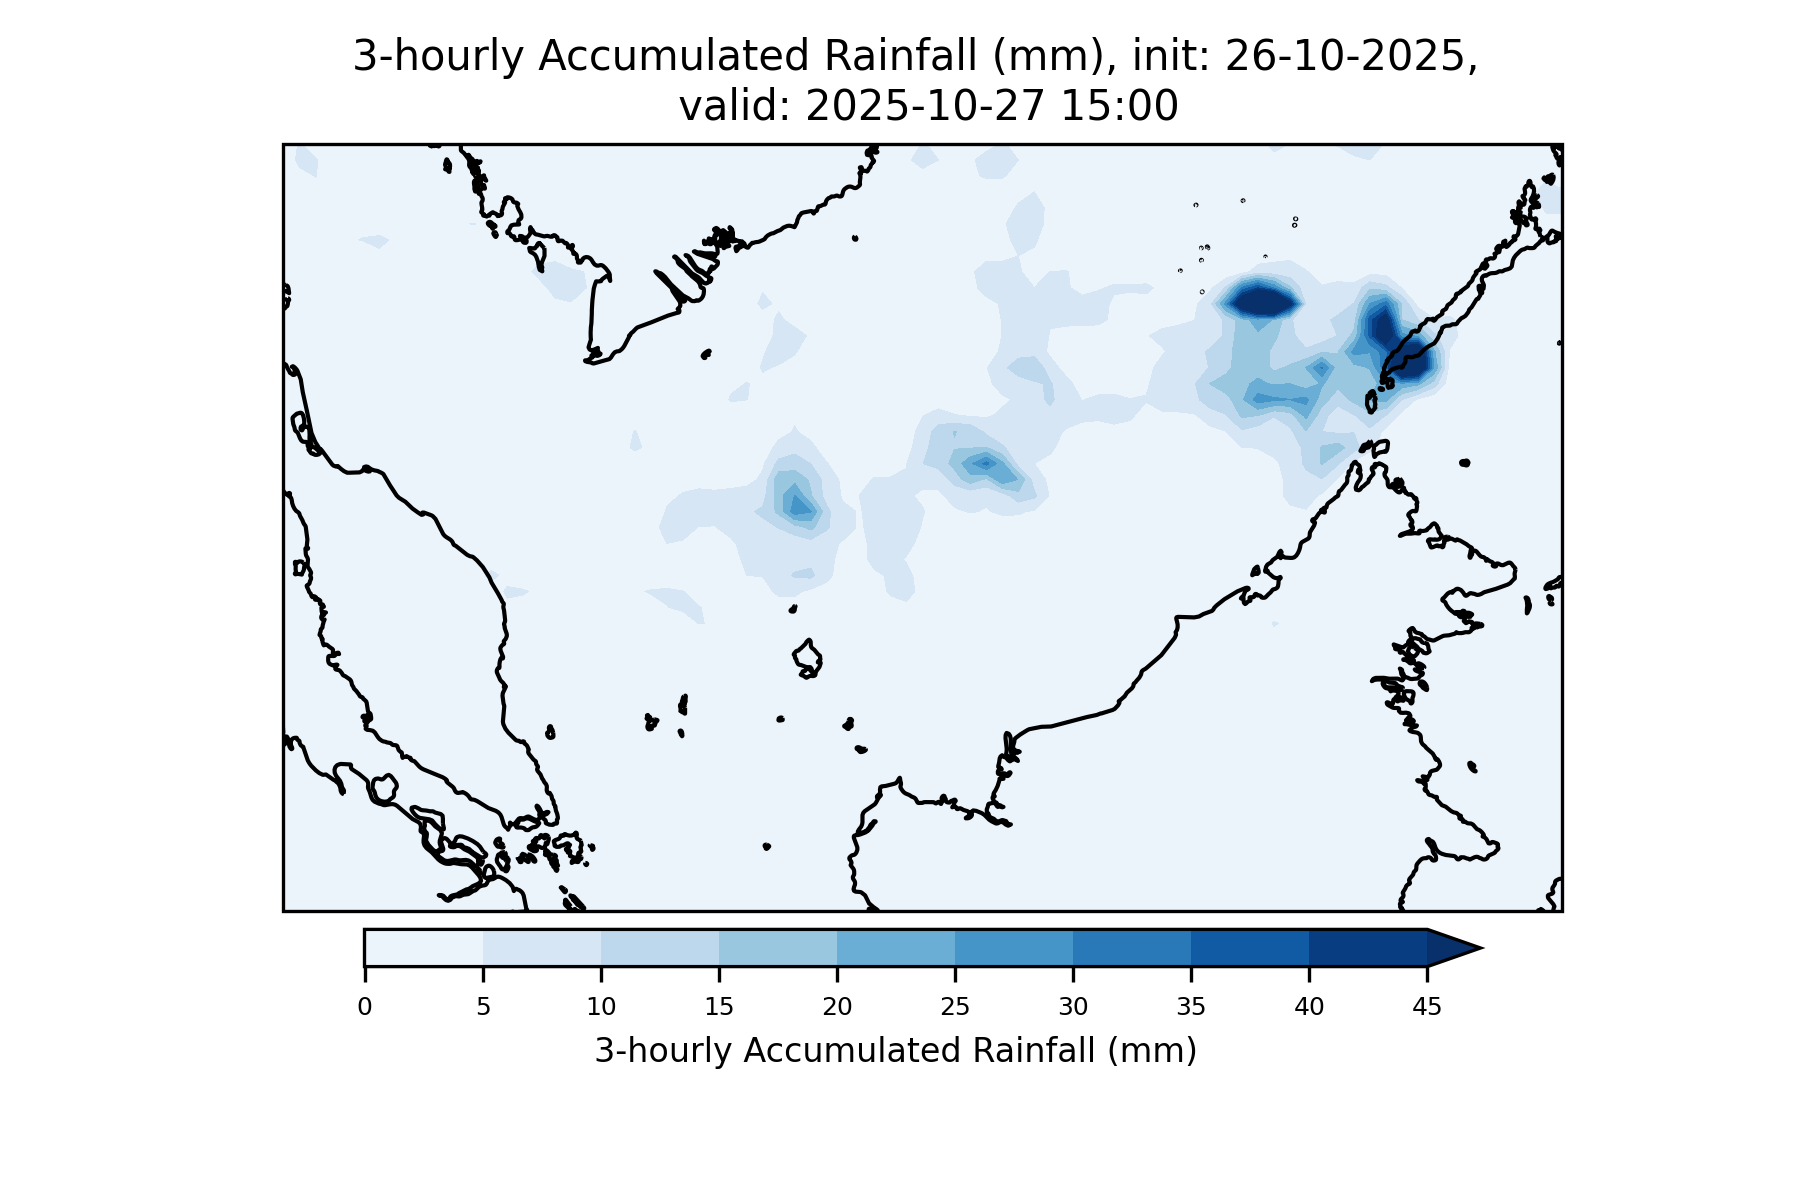 3-hourly Accumulated Rainfall (mm), init: 26-10-2025,
valid: 2025-10-27 15:00
0 5 10 15 20 25 30 35 40 45
3-hourly Accumulated Rainfall (mm)